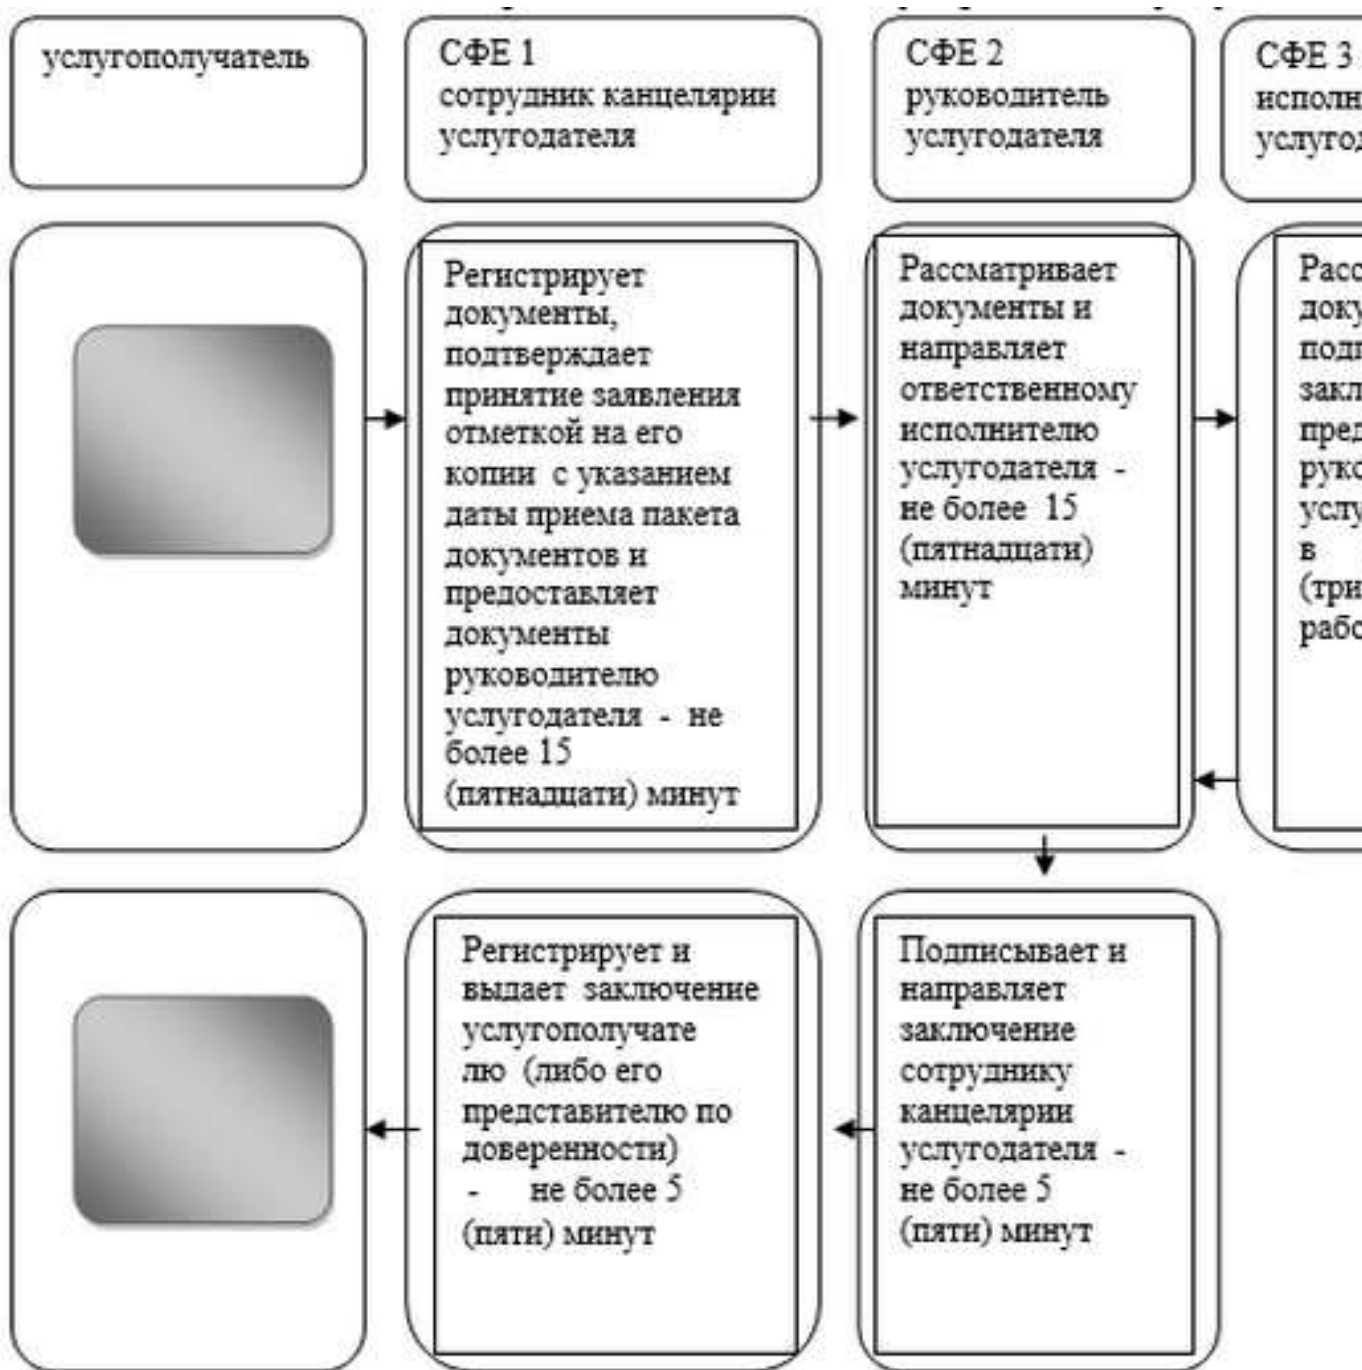 услугополучатель
СФЕ 1
сотрудник канцелярии
услугодателя
СФЕ 2
руководитель
услугодателя
СФЕ 3
Регистрирует
документы,
подтверждает
принятие заявления
отметкой на его
копии с указанием
даты приема пакета
документов и
предоставляет
документы
руководителю
услугодателя - не
более 15
(пятнадцати) минут
Рассматривает
документы и
направляет
ответственному
исполнителю
услугодателя -
не более 15
(пятнадцати)
минут
в
Регистрирует и
выдает заключение
услугополучате
лю (либо его
представителю по
доверенности)
- не более 5
(пяти) минут
Подписывает и
направляет
заключение
сотруднику
канцелярии
услугодателя -
не более 5
(пяти) минут